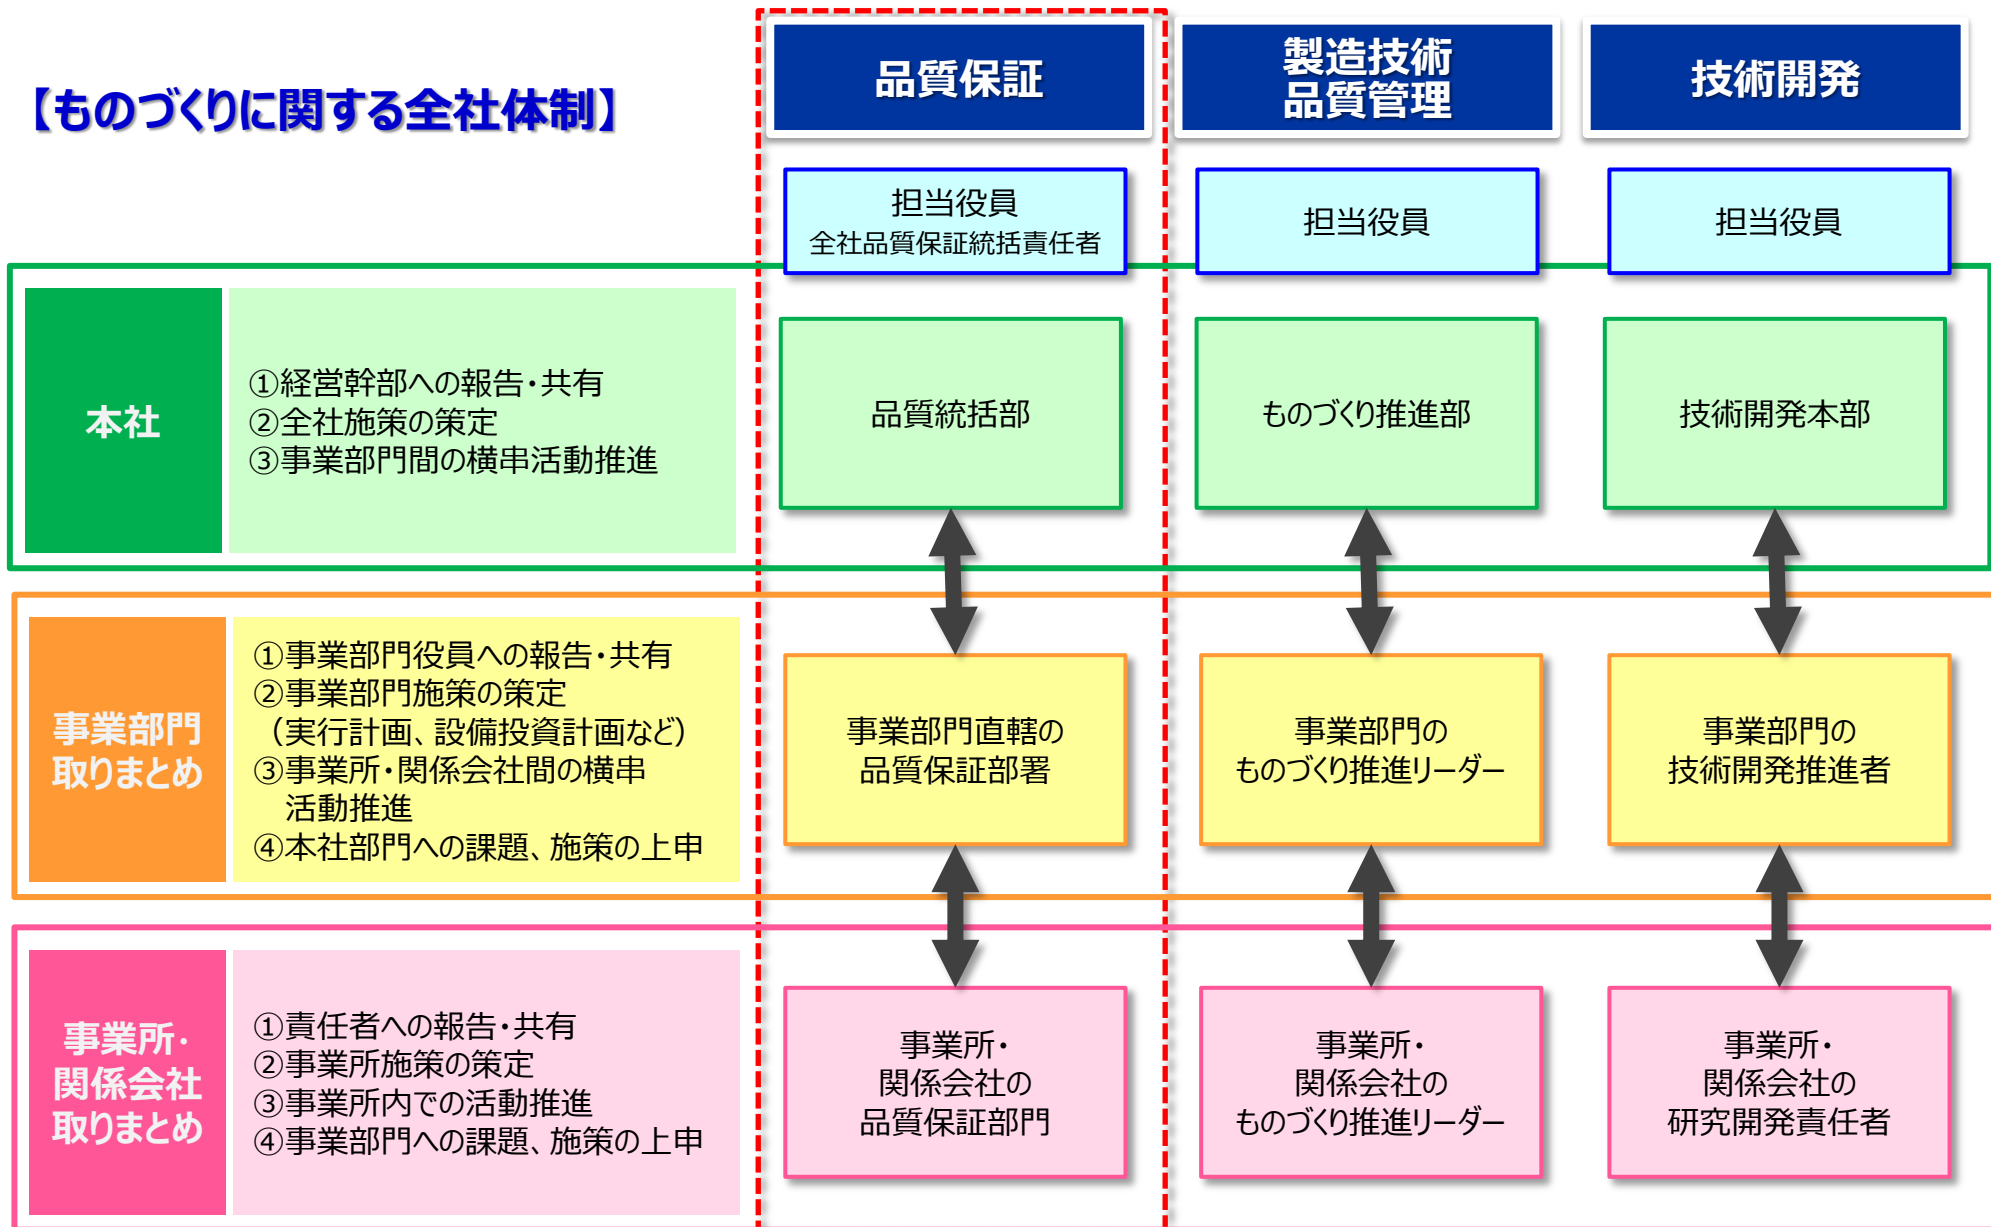 【ものづくりに関する全社体制】
品質保証
製造技術
品質管理
技術開発
担当役員
全社品質保証統括責任者
担当役員
担当役員
本社
①経営幹部への報告・共有
②全社施策の策定
③事業部門間の横串活動推進
品質統括部
ものづくり推進部
技術開発本部
事業部門
取りまとめ
①事業部門役員への報告・共有
②事業部門施策の策定
（実行計画、設備投資計画など）
③事業所・関係会社間の横串
活動推進
④本社部門への課題、施策の上申
事業部門直轄の
品質保証部署
事業部門の
ものづくり推進リーダー
事業部門の
技術開発推進者
事業所・
関係会社
取りまとめ
①責任者への報告・共有
②事業所施策の策定
③事業所内での活動推進
④事業部門への課題、施策の上申
事業所・
関係会社の
品質保証部門
事業所・
関係会社の
ものづくり推進リーダー
事業所・
関係会社の
研究開発責任者